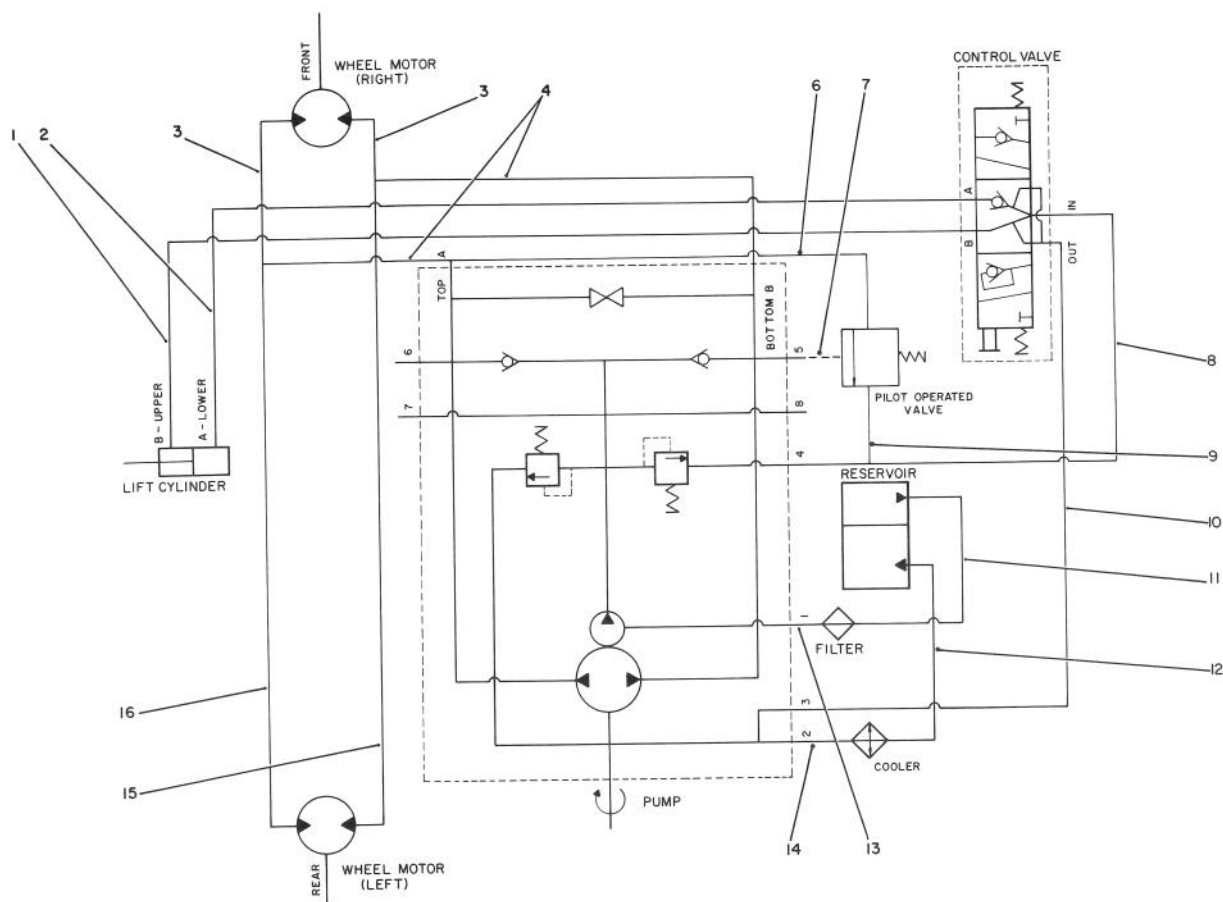 FRONT
WHEEL MOTOR
(RIGHT)
CONTROL VALVE
1
2
3
3
4
6
7
A
B
IN
OUT
A
TOP
BOTTOM B
6
5
7
8
PILOT OPERATED
VALVE
8
B - UPPER
A - LOWER
LIFT CYLINDER
4
9
RESERVOIR
10
11
1
FILTER
12
16
3
2
COOLER
15
PUMP
14
13
REAR
WHEEL MOTOR
(LEFT)